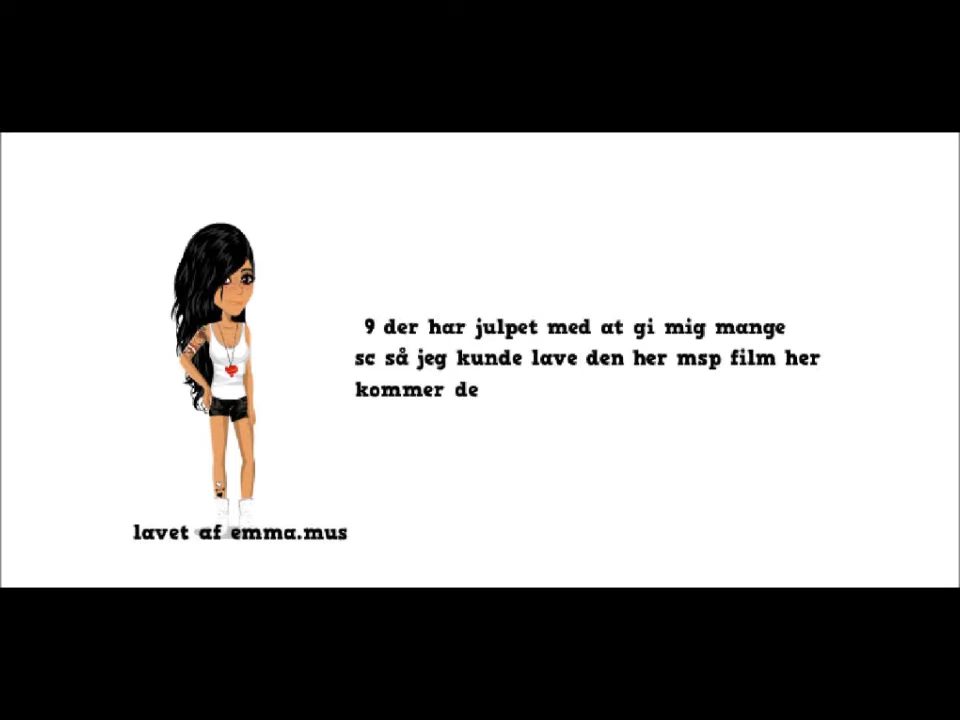 9 der har julpet med at gi mig mange
sc så jeg kunde lave den her msp film her
kommer de
lavet af emma.mus